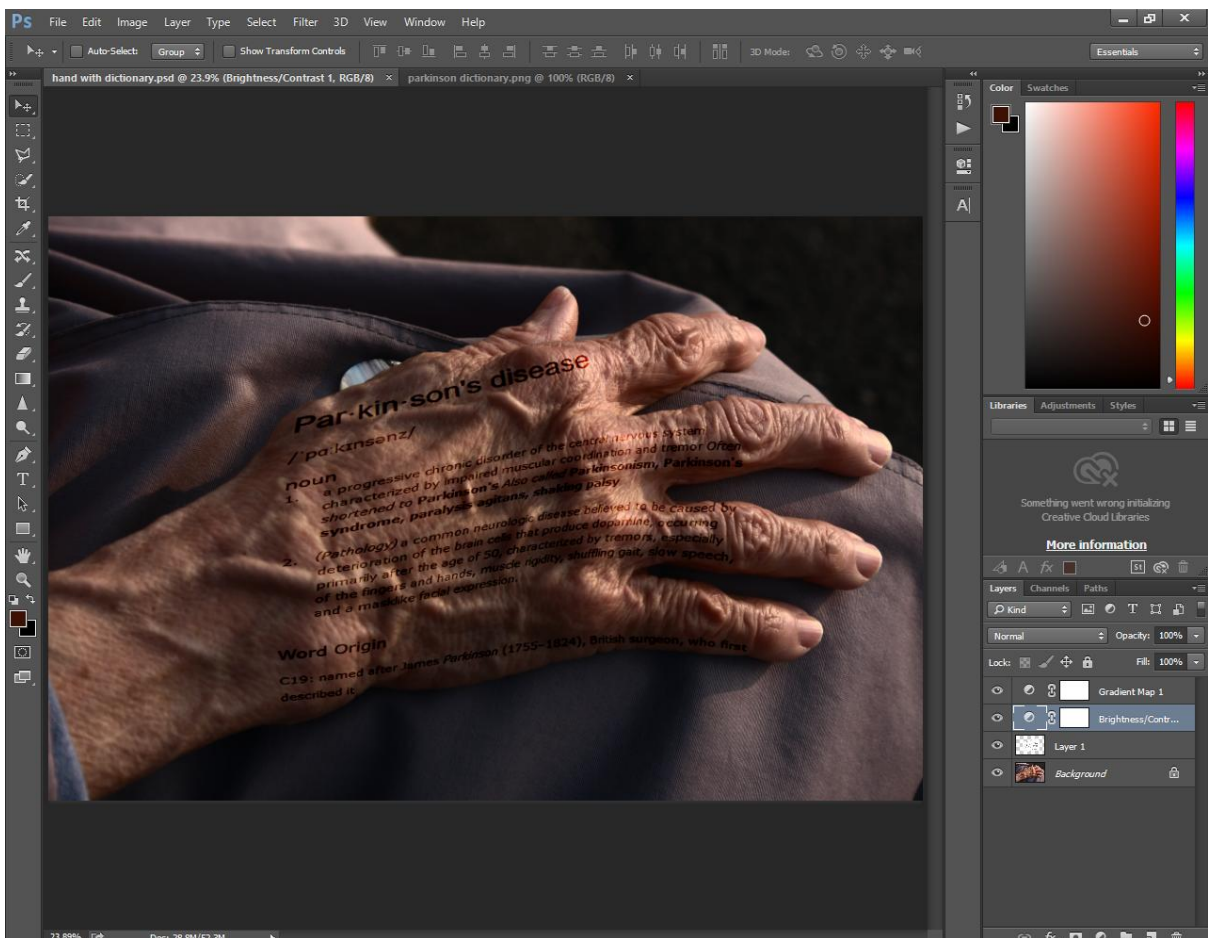 Ps File Edit Image Layer Type Select Filter 3D View Window Help
Auto-Select: Group Show Transform Controls 3D Mode: Essentials
hand with dictionary.psd @ 23.9% (Brightness/Contrast 1, RGB/8) × parkinson dictionary.png @ 100% (RGB/8) ×
Color Swatches
Par·kin·son's disease
/ˈpɑːkɪnsənz/
noun
1. a progressive chronic disorder of the central nervous system
characterized by impaired muscular coordination and tremor Often
shortened to Parkinson's Also called Parkinsonism, Parkinson's
syndrome, paralysis agitans, shaking palsy
2. (Pathology) a common neurologic disease believed to be caused by
deterioration of the brain cells that produce dopamine, occuring
primarily after the age of 50, characterized by tremors, especially
of the fingers and hands, muscle rigidity, shuffling gait, slow speech,
and a masklike facial expression.
Word Origin
C19: named after James Parkinson (1755–1824), British surgeon, who first
described it
Libraries Adjustments Styles
Something went wrong initializing
Creative Cloud Libraries
More information
St
Layers Channels Paths
Kind
Normal Opacity: 100%
Lock: Fill: 100%
Gradient Map 1
Brightness/Contr...
Layer 1
Background
23.89% Doc: 28.8M/52.3M